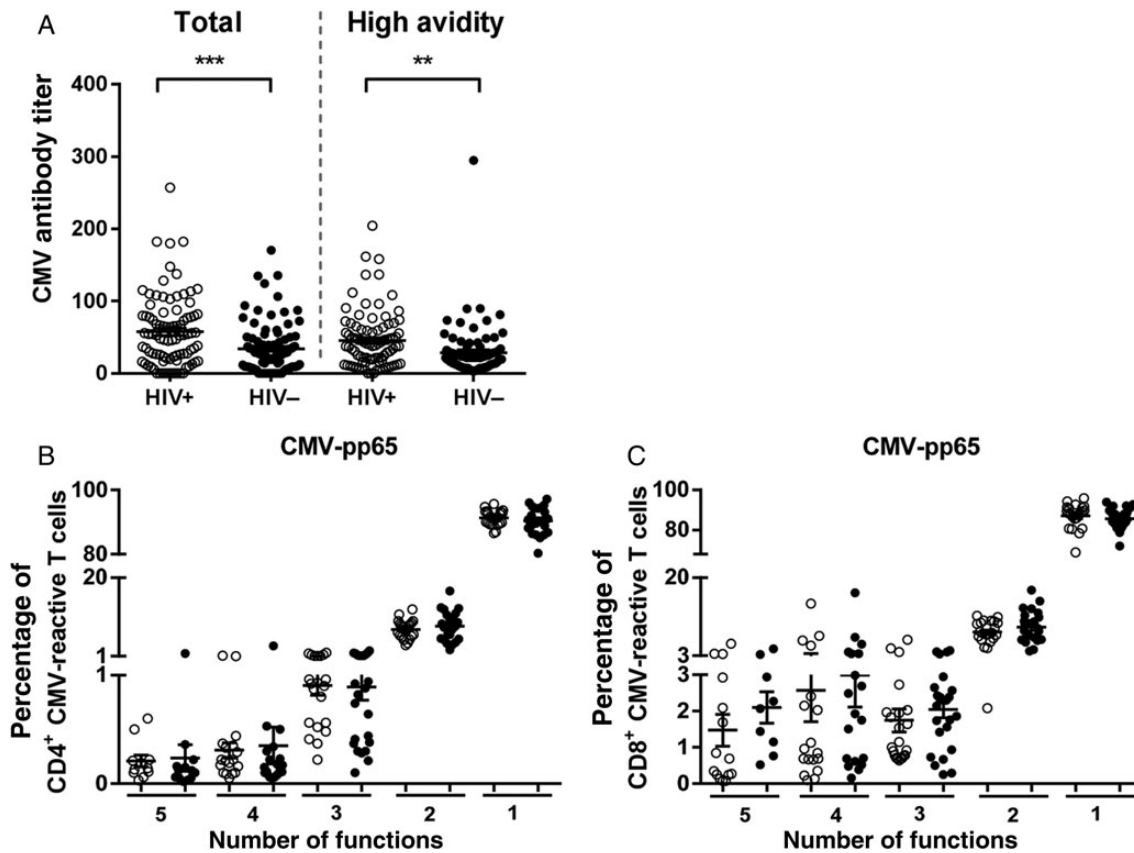 A
Total
High avidity
***
**
CMV antibody titer
400
300
200
100
0
HIV+
HIV–
HIV+
HIV–
B
CMV-pp65
Percentage of
CD4+ CMV-reactive T cells
100
80
20
1
1
0
5
4
3
2
1
Number of functions
C
CMV-pp65
Percentage of
CD8+ CMV-reactive T cells
100
80
20
3
3
2
1
0
5
4
3
2
1
Number of functions